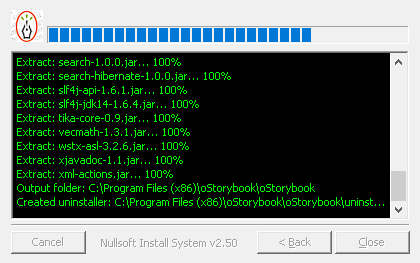 Extract: search-1.0.0.jar... 100%
Extract: search-hibernate-1.0.0.jar... 100%
Extract: slf4j-api-1.6.1.jar... 100%
Extract: slf4j-jdk14-1.6.4.jar... 100%
Extract: tika-core-0.9.jar... 100%
Extract: vecmath-1.3.1.jar... 100%
Extract: wstx-asl-3.2.6.jar... 100%
Extract: xjavadoc-1.1.jar... 100%
Extract: xml-actions.jar... 100%
Output folder: C:\Program Files (x86)\oStorybook\oStorybook
Created uninstaller: C:\Program Files (x86)\oStorybook\oStorybook\uninst...
Cancel Nullsoft Install System v2.50 < Back Close